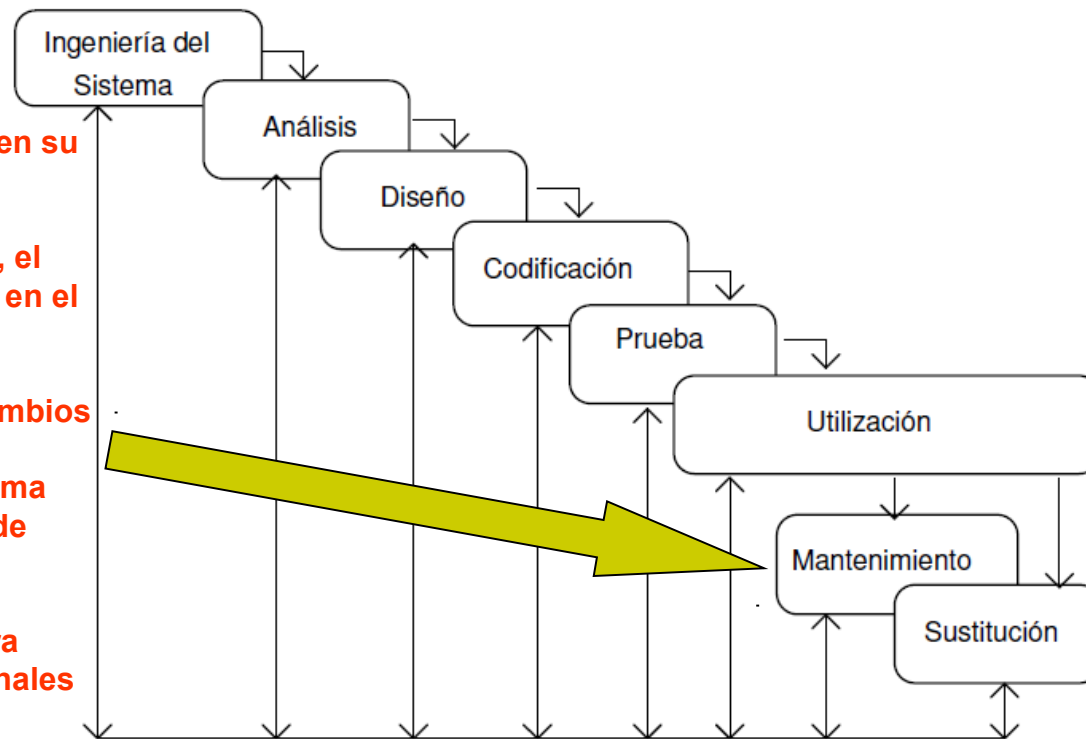 Ingeniería del
Sistema
Análisis
Diseño
Codificación
Prueba
Utilización
Mantenimiento
Sustitución
en su
, el
en el
mbios
ma
de
nales